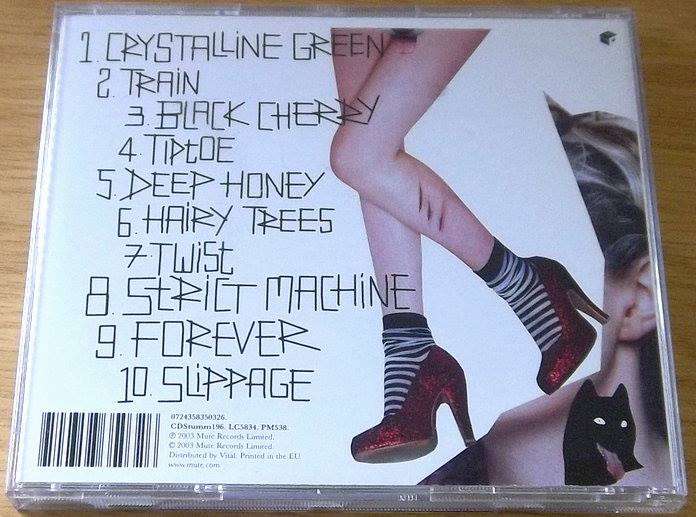 1. CRYSTALLINE GREEN
2. TRAIN
3. BLACK CHERRY
4. TIPtOE
5. DEEP HONEY
6. HAIRY TREES
7. TWiSt
8. STRICT MACHINE
9. FOREVER
10. SLiPPAGE
0724358350326.
CDStumm196. LC5834. PM538.
℗ 2003 Mute Records Limited.
© 2003 Mute Records Limited.
Distributed by Vital. Printed in the EU
www.mute.com